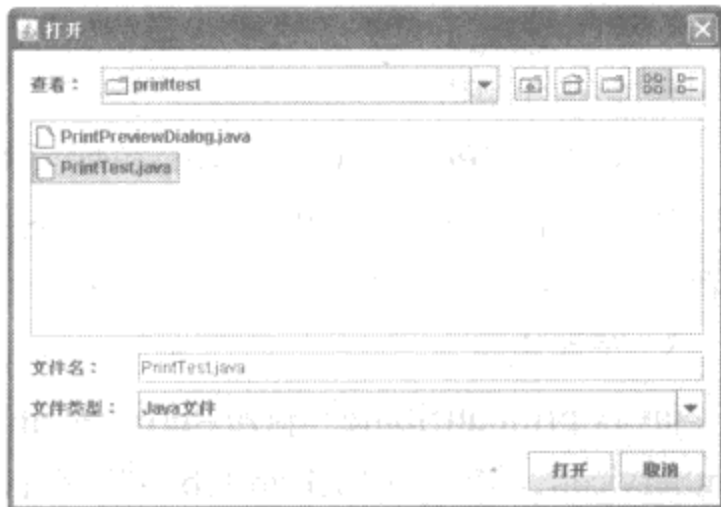 打开
查看： printtest
PrintPreviewDialog.java
PrintTest.java
文件名： PrintTest.java
文件类型： Java文件
打开 取消